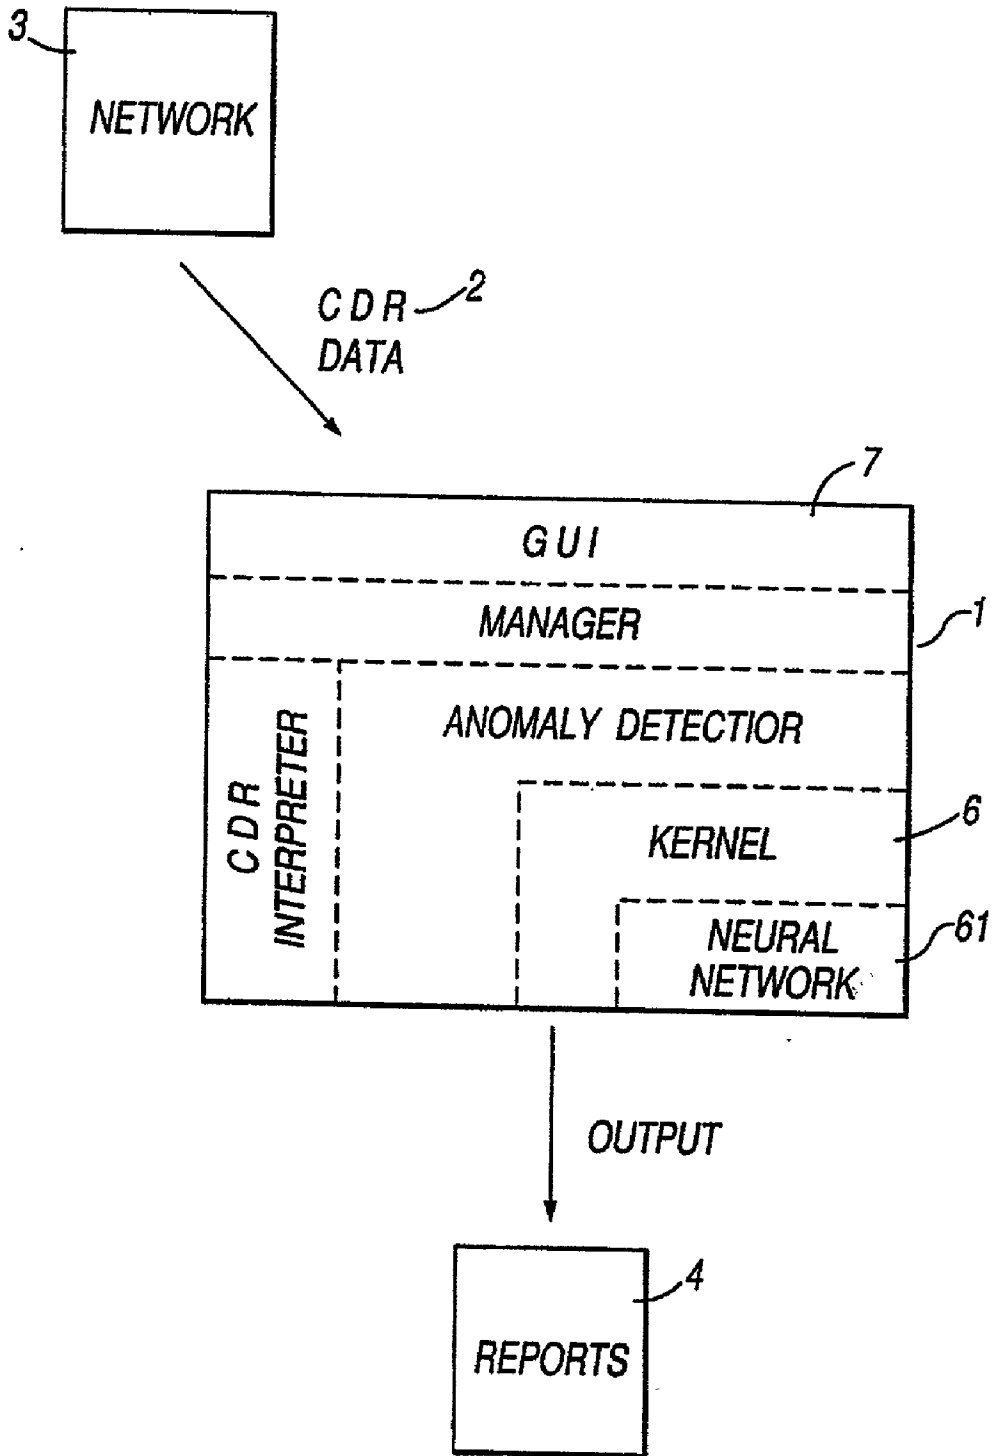 3
NETWORK
CDR 2
DATA
7
GUI
MANAGER
1
ANOMALY DETECTIOR
CDR
INTERPRETER
KERNEL
6
NEURAL
NETWORK
61
OUTPUT
4
REPORTS